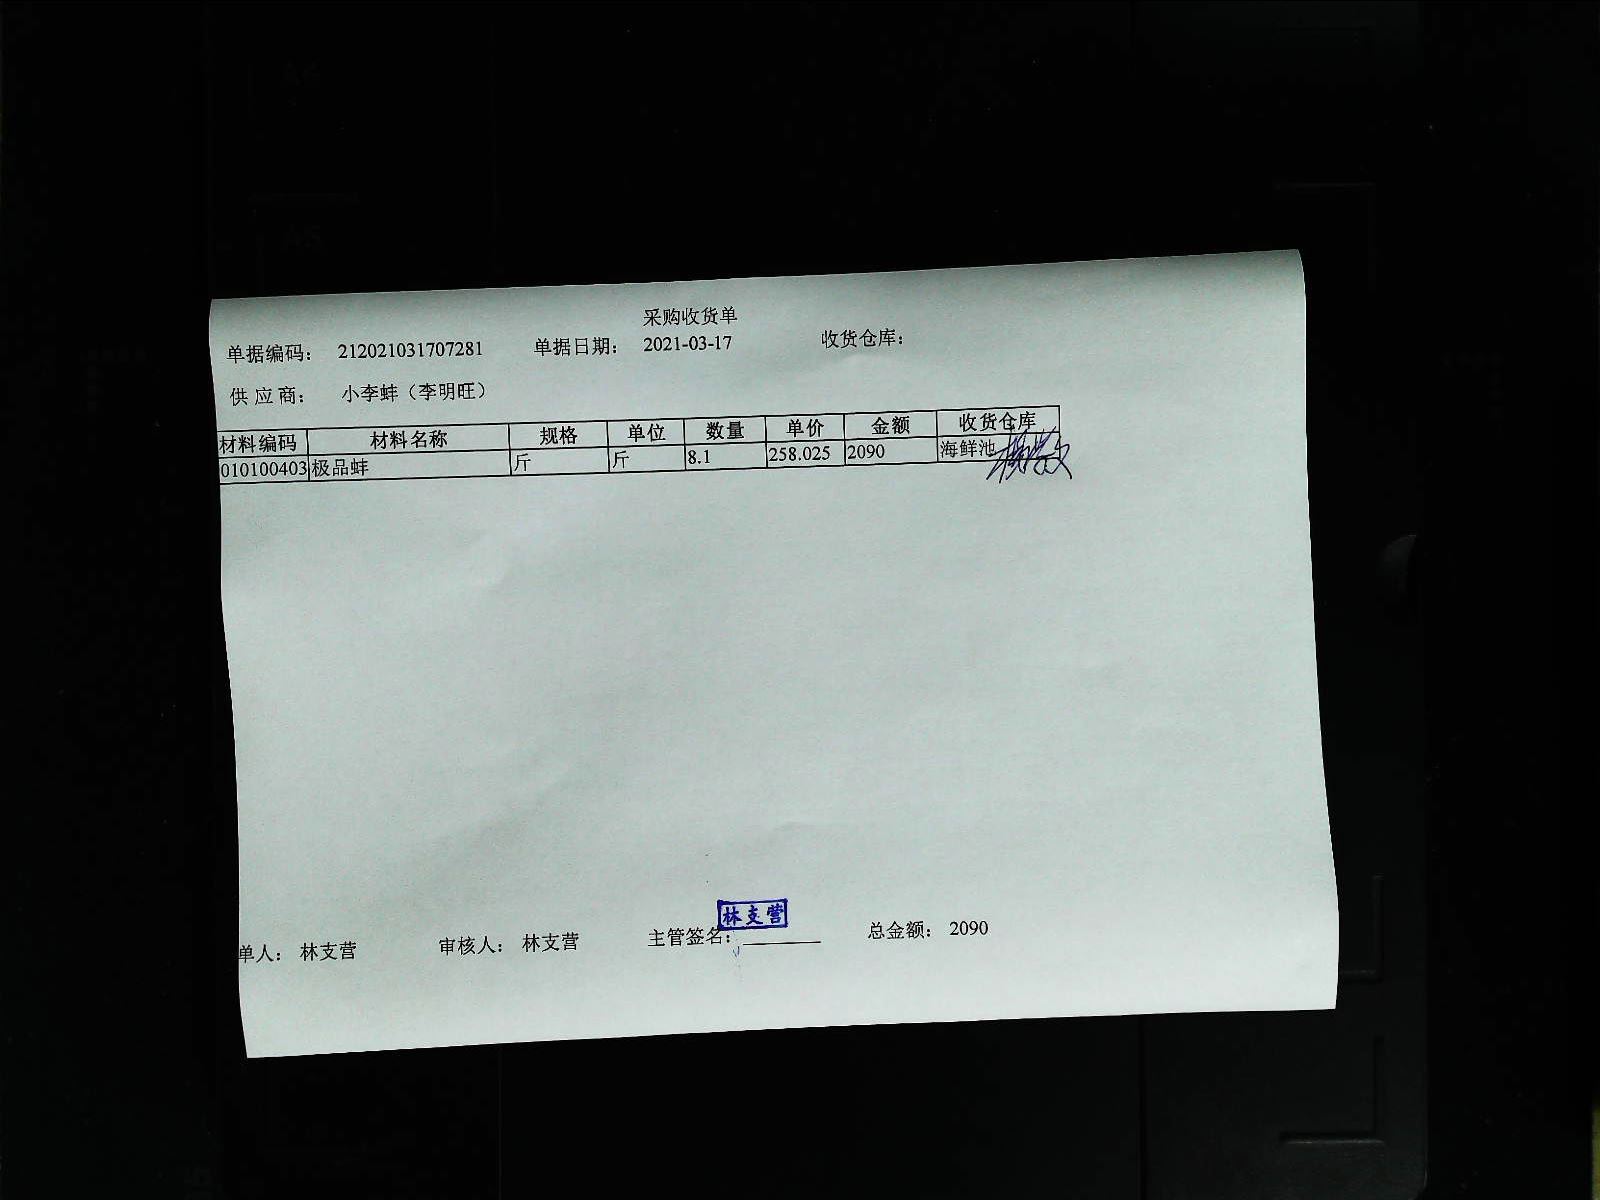 采购收货单
单据编码： 212021031707281 单据日期： 2021-03-17 收货仓库：
供 应 商： 小李蚌（李明旺）
材料编码 材料名称 规格 单位 数量 单价 金额 收货仓库
010100403 极品蚌 斤 斤 8.1 258.025 2090 海鲜池
林支营
单人： 林支营 审核人： 林支营 主管签名： 总金额： 2090